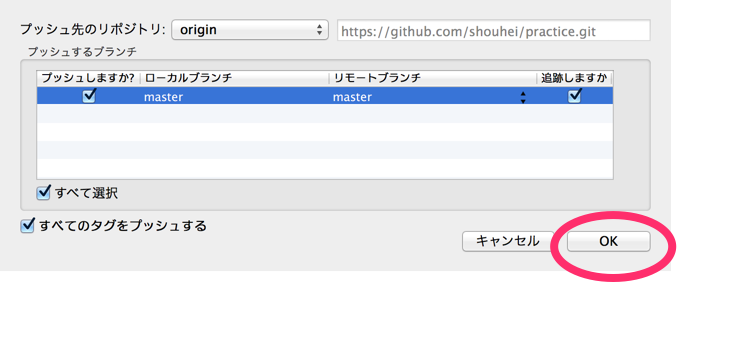 プッシュ先のリポジトリ: origin https://github.com/shouhei/practice.git
プッシュするブランチ
プッシュしますか? ローカルブランチ リモートブランチ 追跡しますか
master master
すべて選択
すべてのタグをプッシュする
キャンセル OK